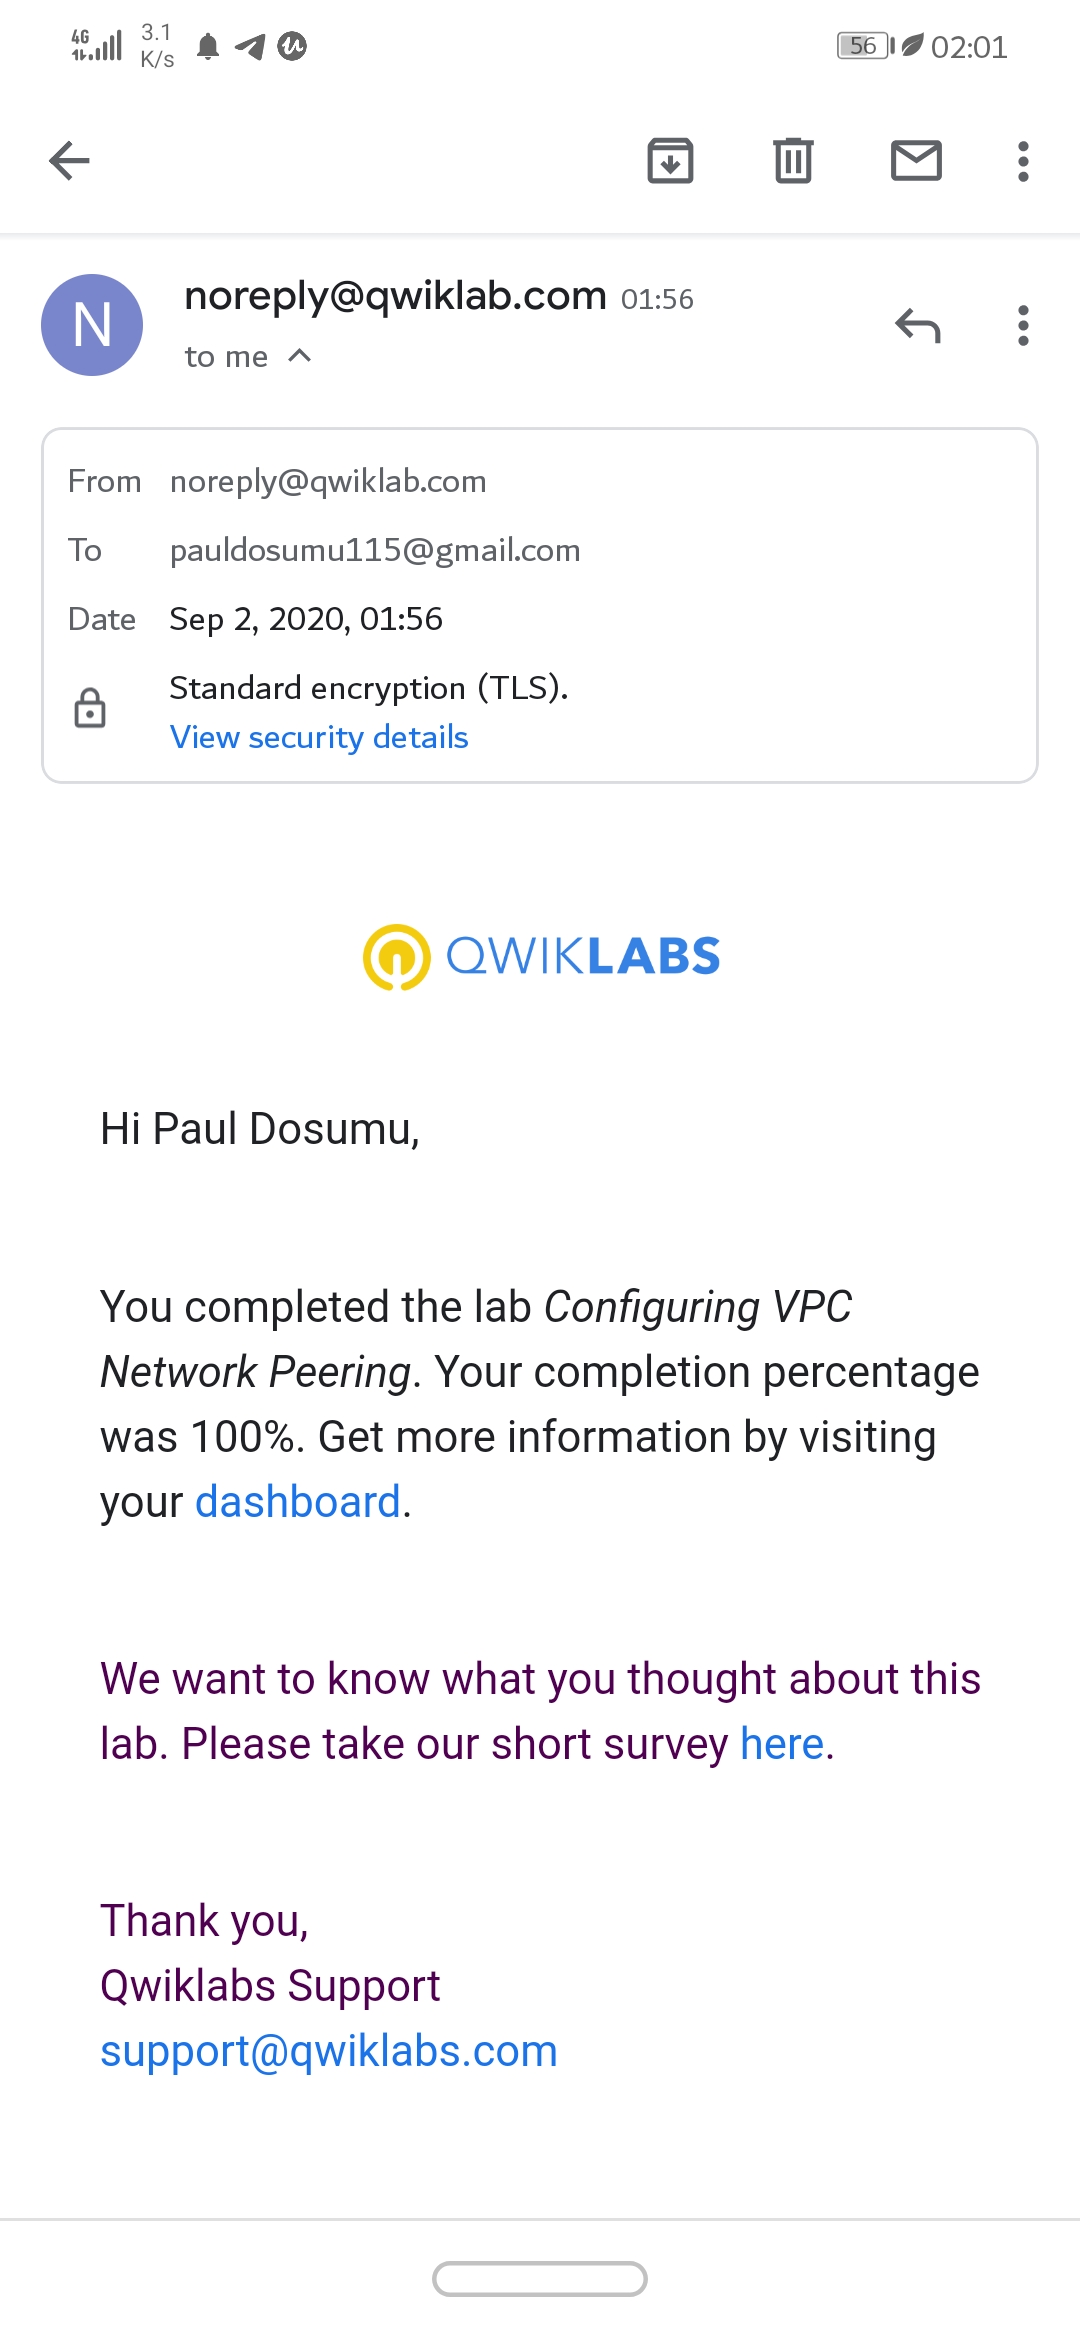 4G 3.1 K/s 56 02:01
N noreply@qwiklab.com 01:56
to me
From noreply@qwiklab.com
To pauldosumu115@gmail.com
Date Sep 2, 2020, 01:56
Standard encryption (TLS).
View security details
QWIKLABS
Hi Paul Dosumu,
You completed the lab Configuring VPC
Network Peering. Your completion percentage
was 100%. Get more information by visiting
your dashboard.
We want to know what you thought about this
lab. Please take our short survey here.
Thank you,
Qwiklabs Support
support@qwiklabs.com